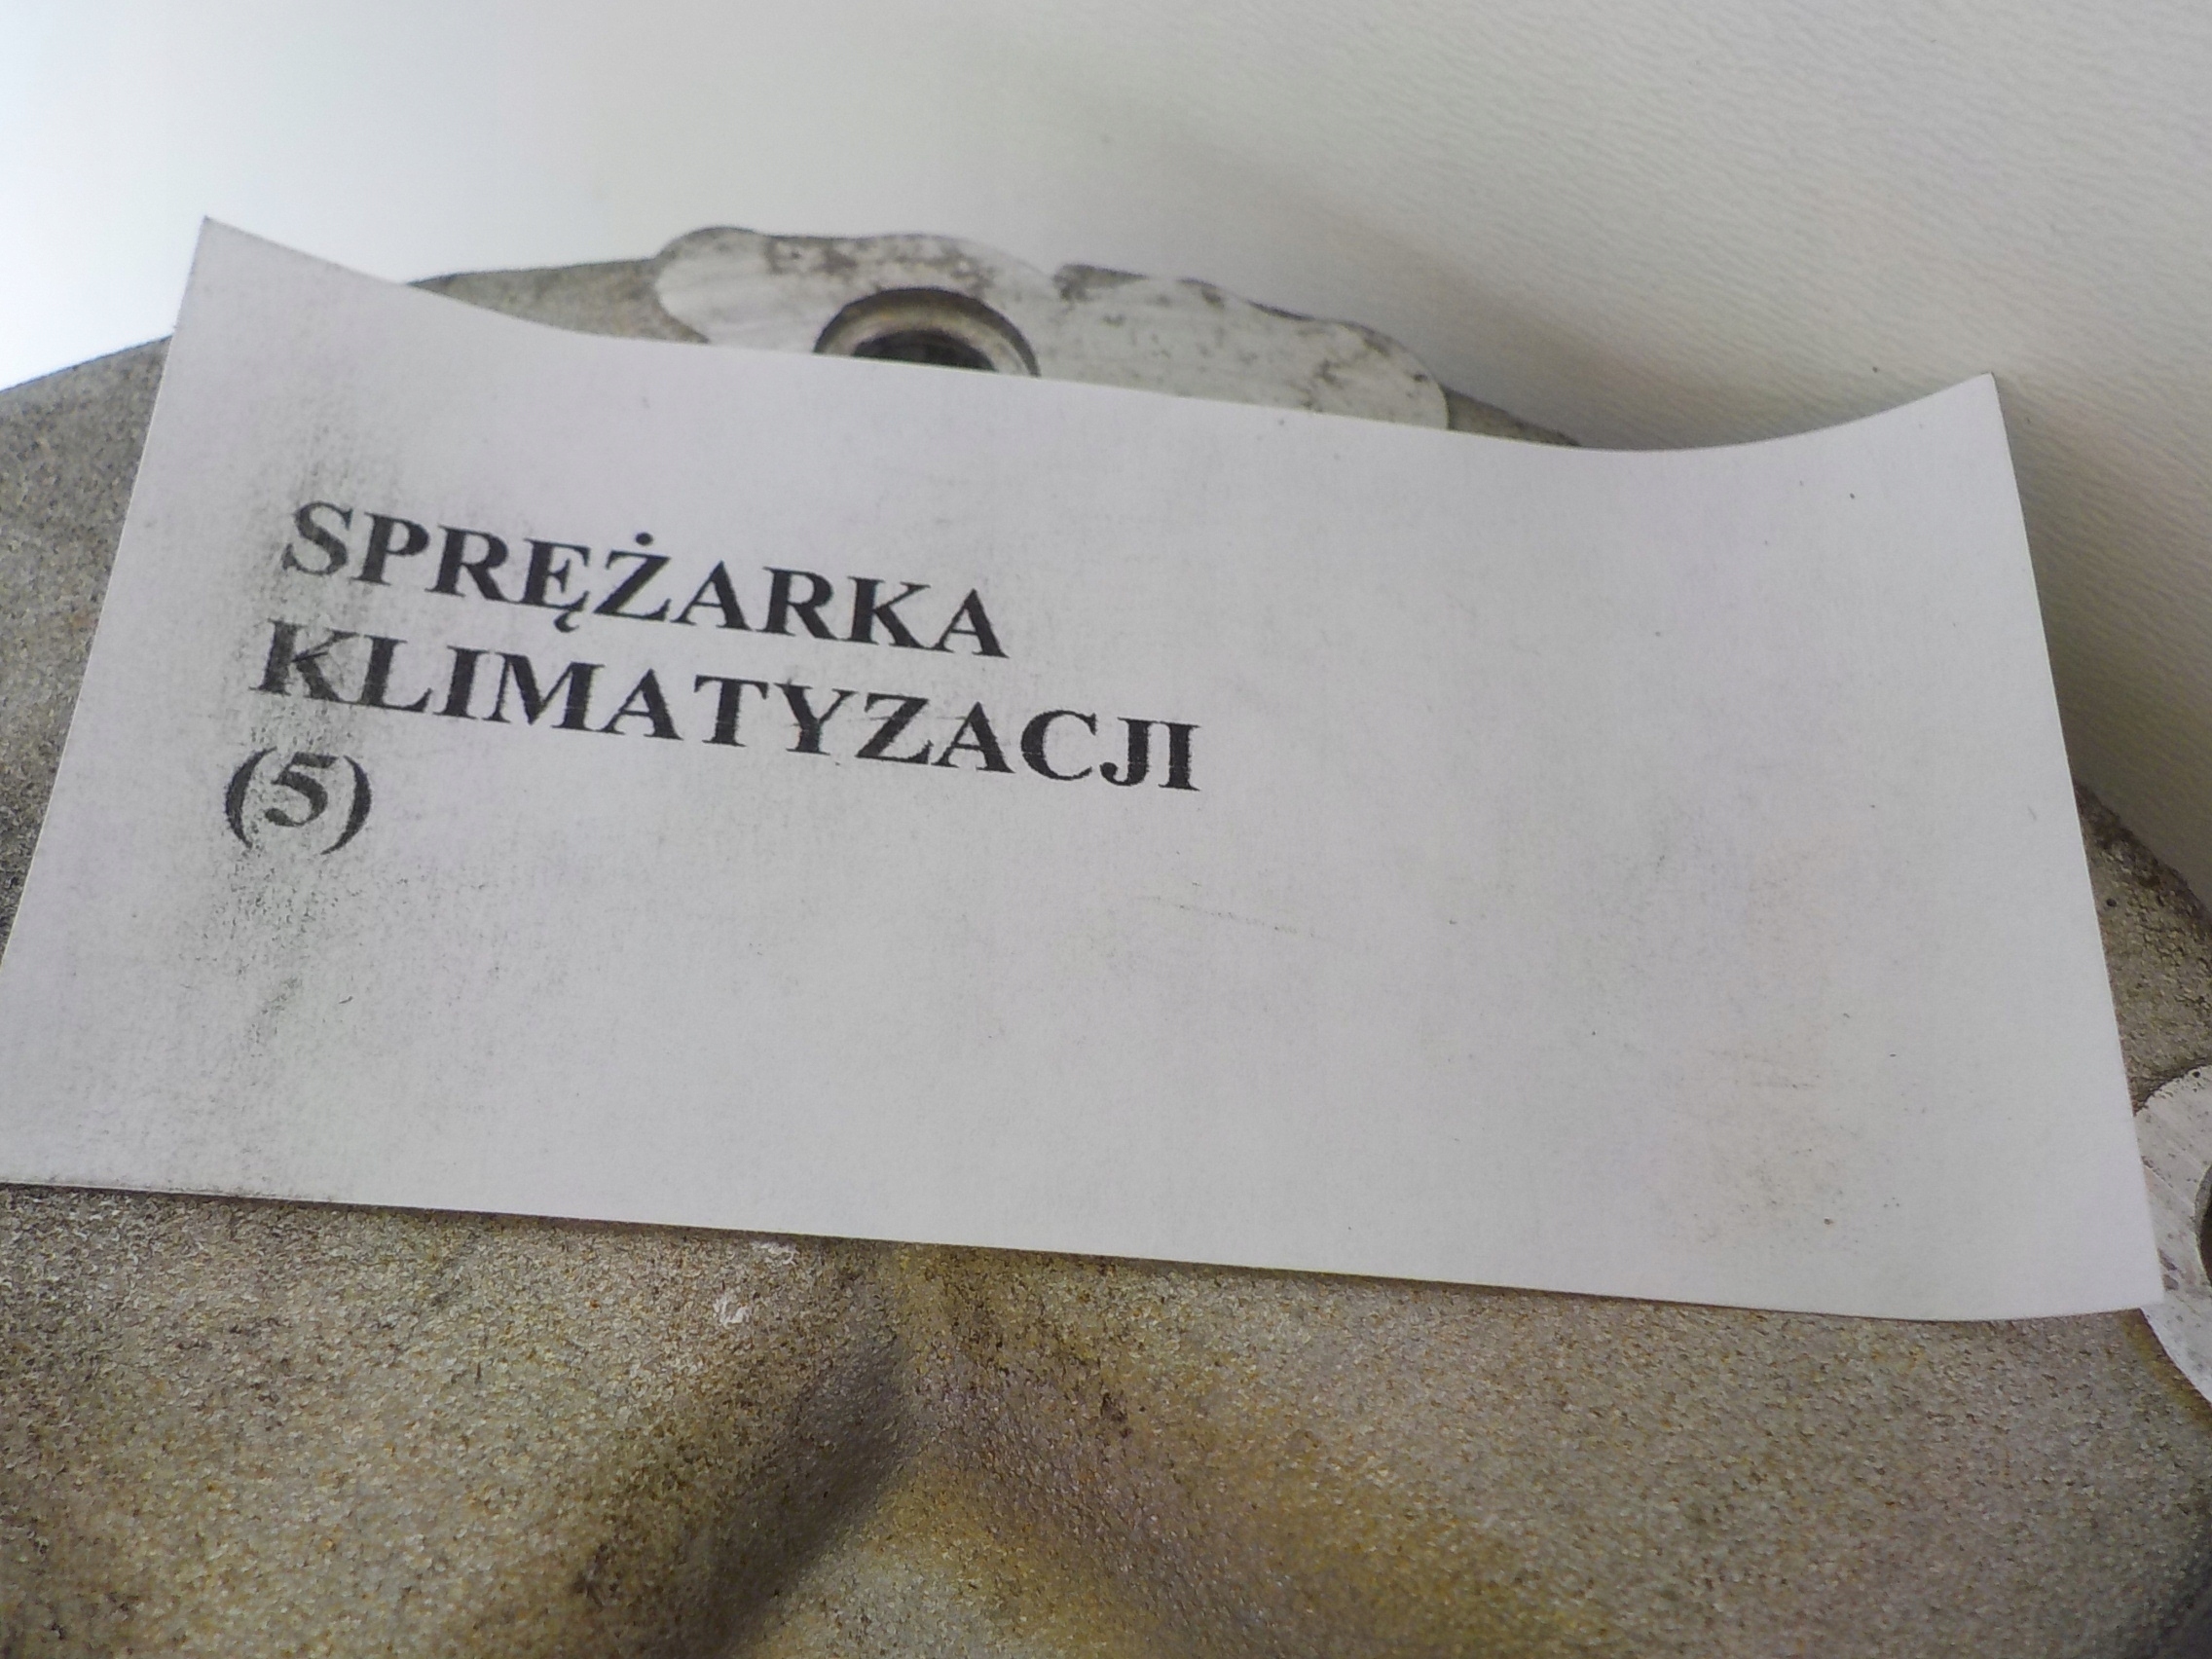 SPRĘŻARKA
KLIMATYZACJI
(5)